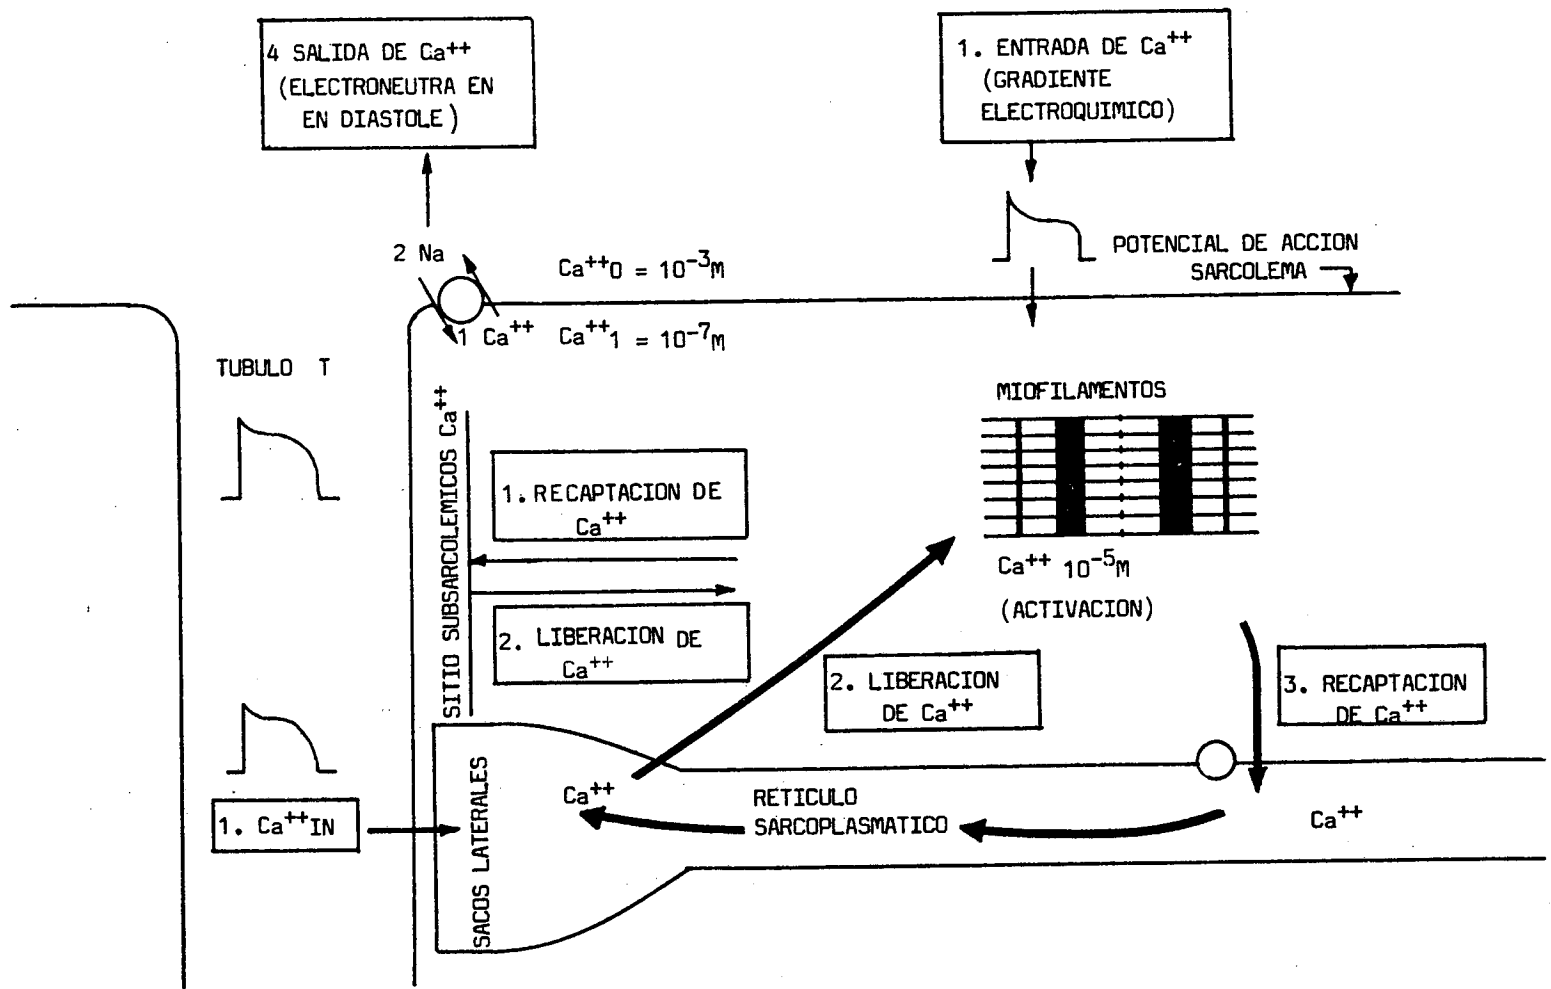 4 SALIDA DE Ca++
(ELECTRONEUTRA EN
EN DIASTOLE)
1. ENTRADA DE Ca++
(GRADIENTE
ELECTROQUIMICO)
2 Na
Ca++O = 10-3M
POTENCIAL DE ACCION
SARCOLEMA
1 Ca++
Ca++1 = 10-7M
TUBULO T
MIOFILAMENTOS
SITIO SUBSARCOLEMICOS Ca++
1. RECAPTACION DE
Ca++
Ca++ 10-5M
(ACTIVACION)
2. LIBERACION DE
Ca++
2. LIBERACION
DE Ca++
3. RECAPTACION
DE Ca++
SACOS LATERALES
Ca++
RETICULO
SARCOPLASMATICO
Ca++
1. Ca++IN